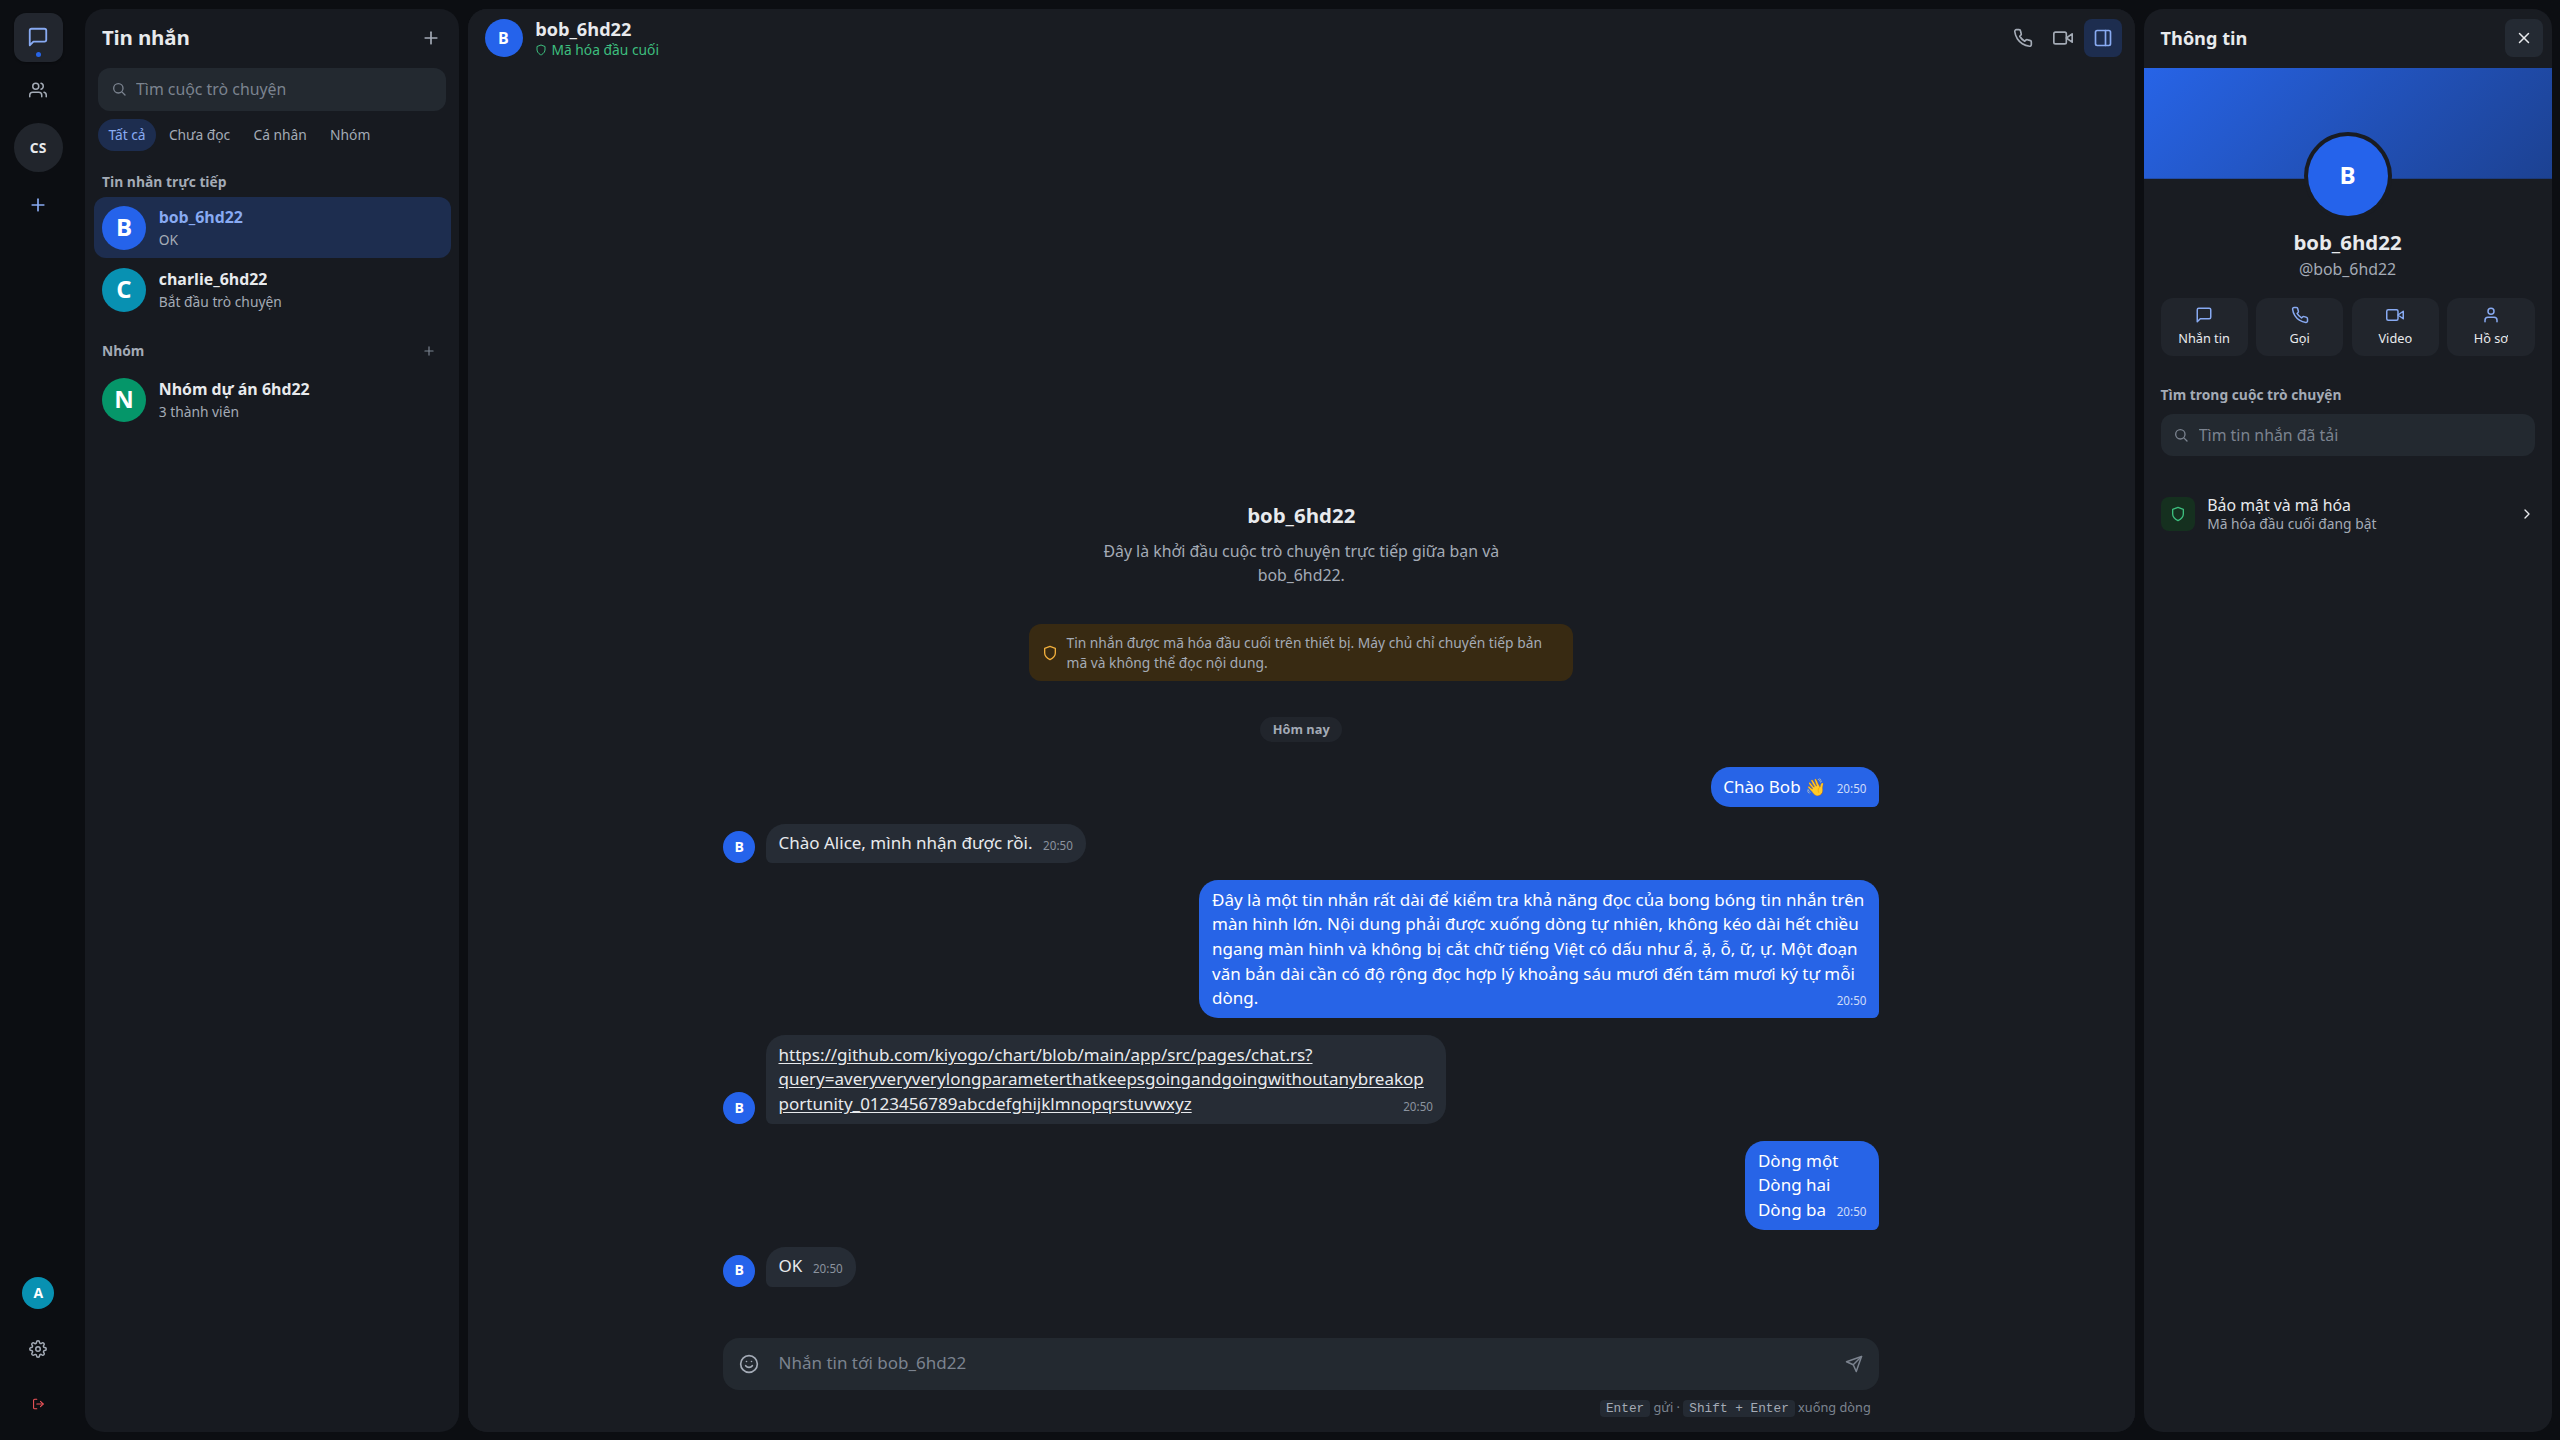 CS
A
Tin nhắn
Tìm cuộc trò chuyện
Tất cả Chưa đọc Cá nhân Nhóm
Tin nhắn trực tiếp
B
bob_6hd22
OK
C
charlie_6hd22
Bắt đầu trò chuyện
Nhóm
N
Nhóm dự án 6hd22
3 thành viên
B
bob_6hd22
Mã hóa đầu cuối
bob_6hd22
Đây là khởi đầu cuộc trò chuyện trực tiếp giữa bạn và
bob_6hd22.
Tin nhắn được mã hóa đầu cuối trên thiết bị. Máy chủ chỉ chuyển tiếp bản
mã và không thể đọc nội dung.
Hôm nay
Chào Bob 👋 20:50
B
Chào Alice, mình nhận được rồi. 20:50
Đây là một tin nhắn rất dài để kiểm tra khả năng đọc của bong bóng tin nhắn trên
màn hình lớn. Nội dung phải được xuống dòng tự nhiên, không kéo dài hết chiều
ngang màn hình và không bị cắt chữ tiếng Việt có dấu như ẩ, ặ, ỗ, ữ, ự. Một đoạn
văn bản dài cần có độ rộng đọc hợp lý khoảng sáu mươi đến tám mươi ký tự mỗi
dòng. 20:50
https://github.com/kiyogo/chart/blob/main/app/src/pages/chat.rs?
query=averyveryverylongparameterthatkeepsgoingandgoingwithoutanybreakop
B
portunity_0123456789abcdefghijklmnopqrstuvwxyz 20:50
Dòng một
Dòng hai
Dòng ba 20:50
B
OK 20:50
Nhắn tin tới bob_6hd22
Enter gửi · Shift + Enter xuống dòng
Thông tin
B
bob_6hd22
@bob_6hd22
Nhắn tin Gọi Video Hồ sơ
Tìm trong cuộc trò chuyện
Tìm tin nhắn đã tải
Bảo mật và mã hóa
Mã hóa đầu cuối đang bật